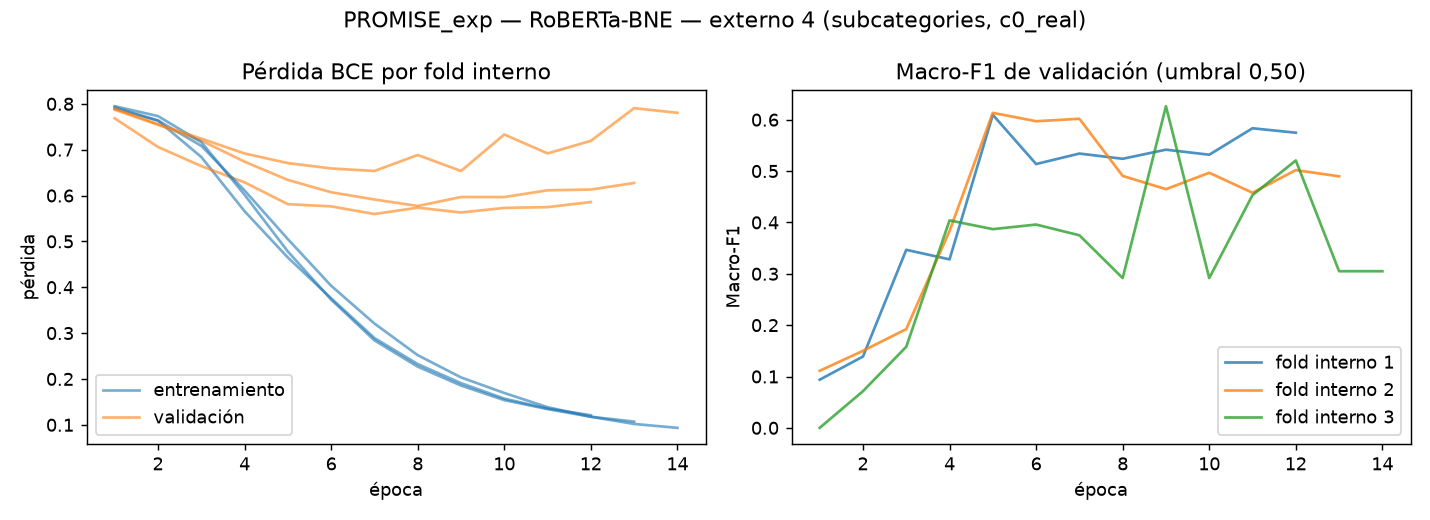 PROMISE_exp — RoBERTa-BNE — externo 4 (subcategories, c0_real)
Pérdida BCE por fold interno
pérdida
0.8
0.7
0.6
0.5
0.4
0.3
0.2
0.1
entrenamiento
validación
2 4 6 8 10 12 14
época
Macro-F1 de validación (umbral 0,50)
Macro-F1
0.6
0.5
0.4
0.3
0.2
0.1
0.0
fold interno 1
fold interno 2
fold interno 3
2 4 6 8 10 12 14
época